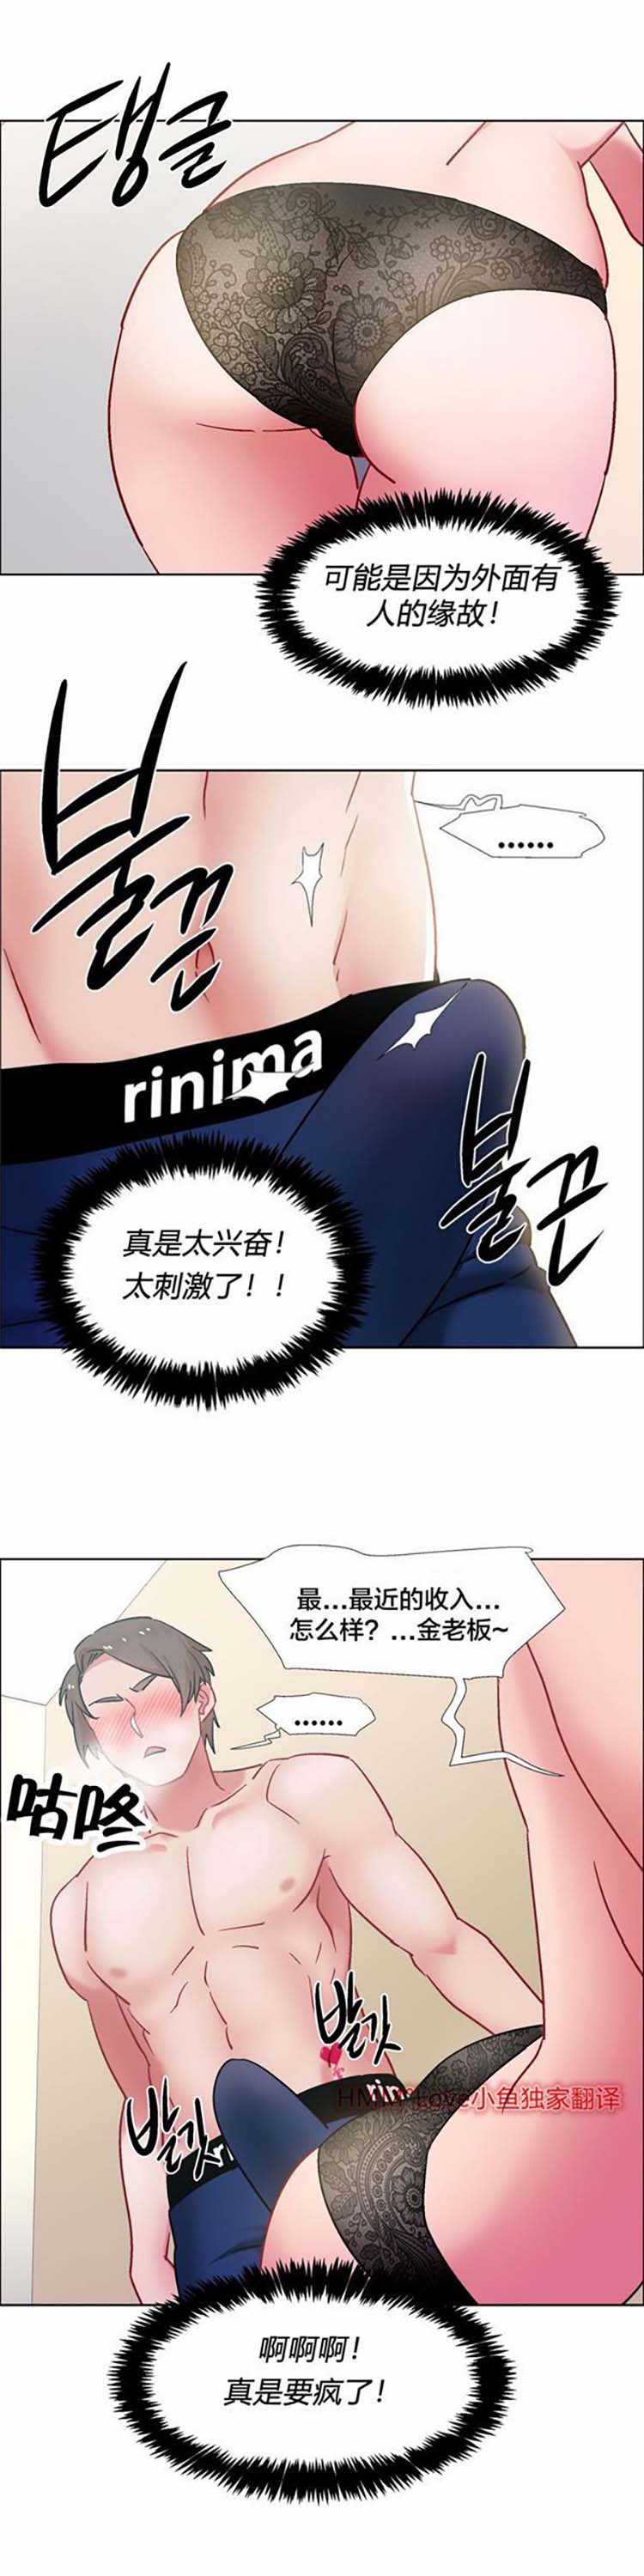 탱글
可能是因为外面有
人的缘故！
불끈
......
rinima
불끈
真是太兴奋！
太刺激了！！
最...最近的收入...
怎么样？...金老板~
......
咕咚
발갓
rin
HMM^Love小鱼独家翻译
발갓
啊啊啊！
真是要疯了！